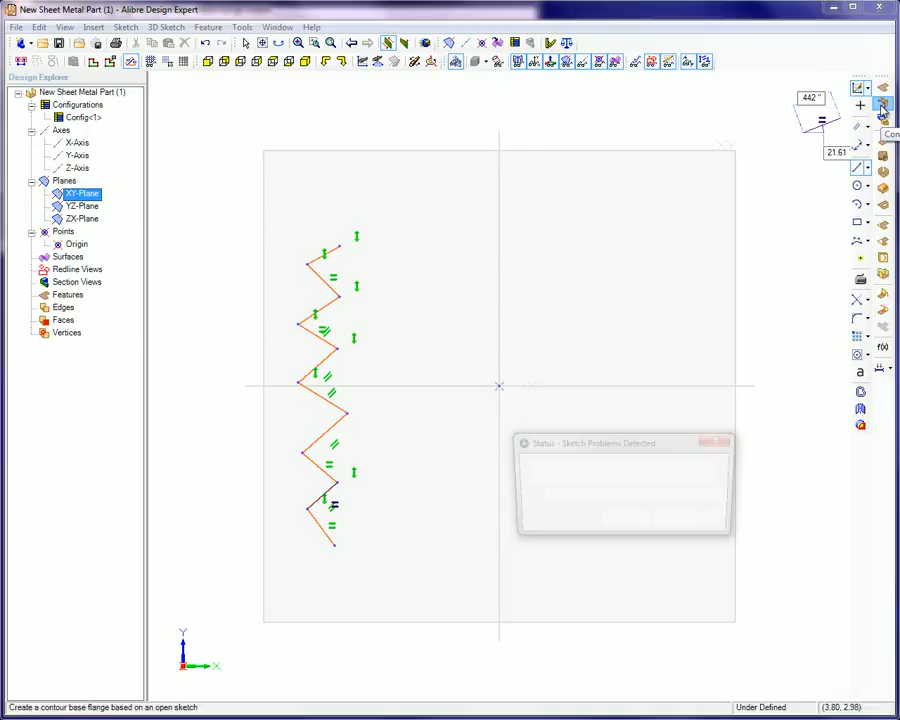 New Sheet Metal Part (1) - Alibre Design Expert
File Edit View Insert Sketch 3D Sketch Feature Tools Window Help
Design Explorer
New Sheet Metal Part (1)
Configurations
Config<1>
Axes
X-Axis
Y-Axis
Z-Axis
Planes
XY-Plane
YZ-Plane
ZX-Plane
Points
Origin
Surfaces
Redline Views
Section Views
Features
Edges
Faces
Vertices
.442 "
21.61
XY
Con
a
f(x)
Status - Sketch Problems Detected
Y
X
Create a contour base flange based on an open sketch
Under Defined
(3.80, 2.98)